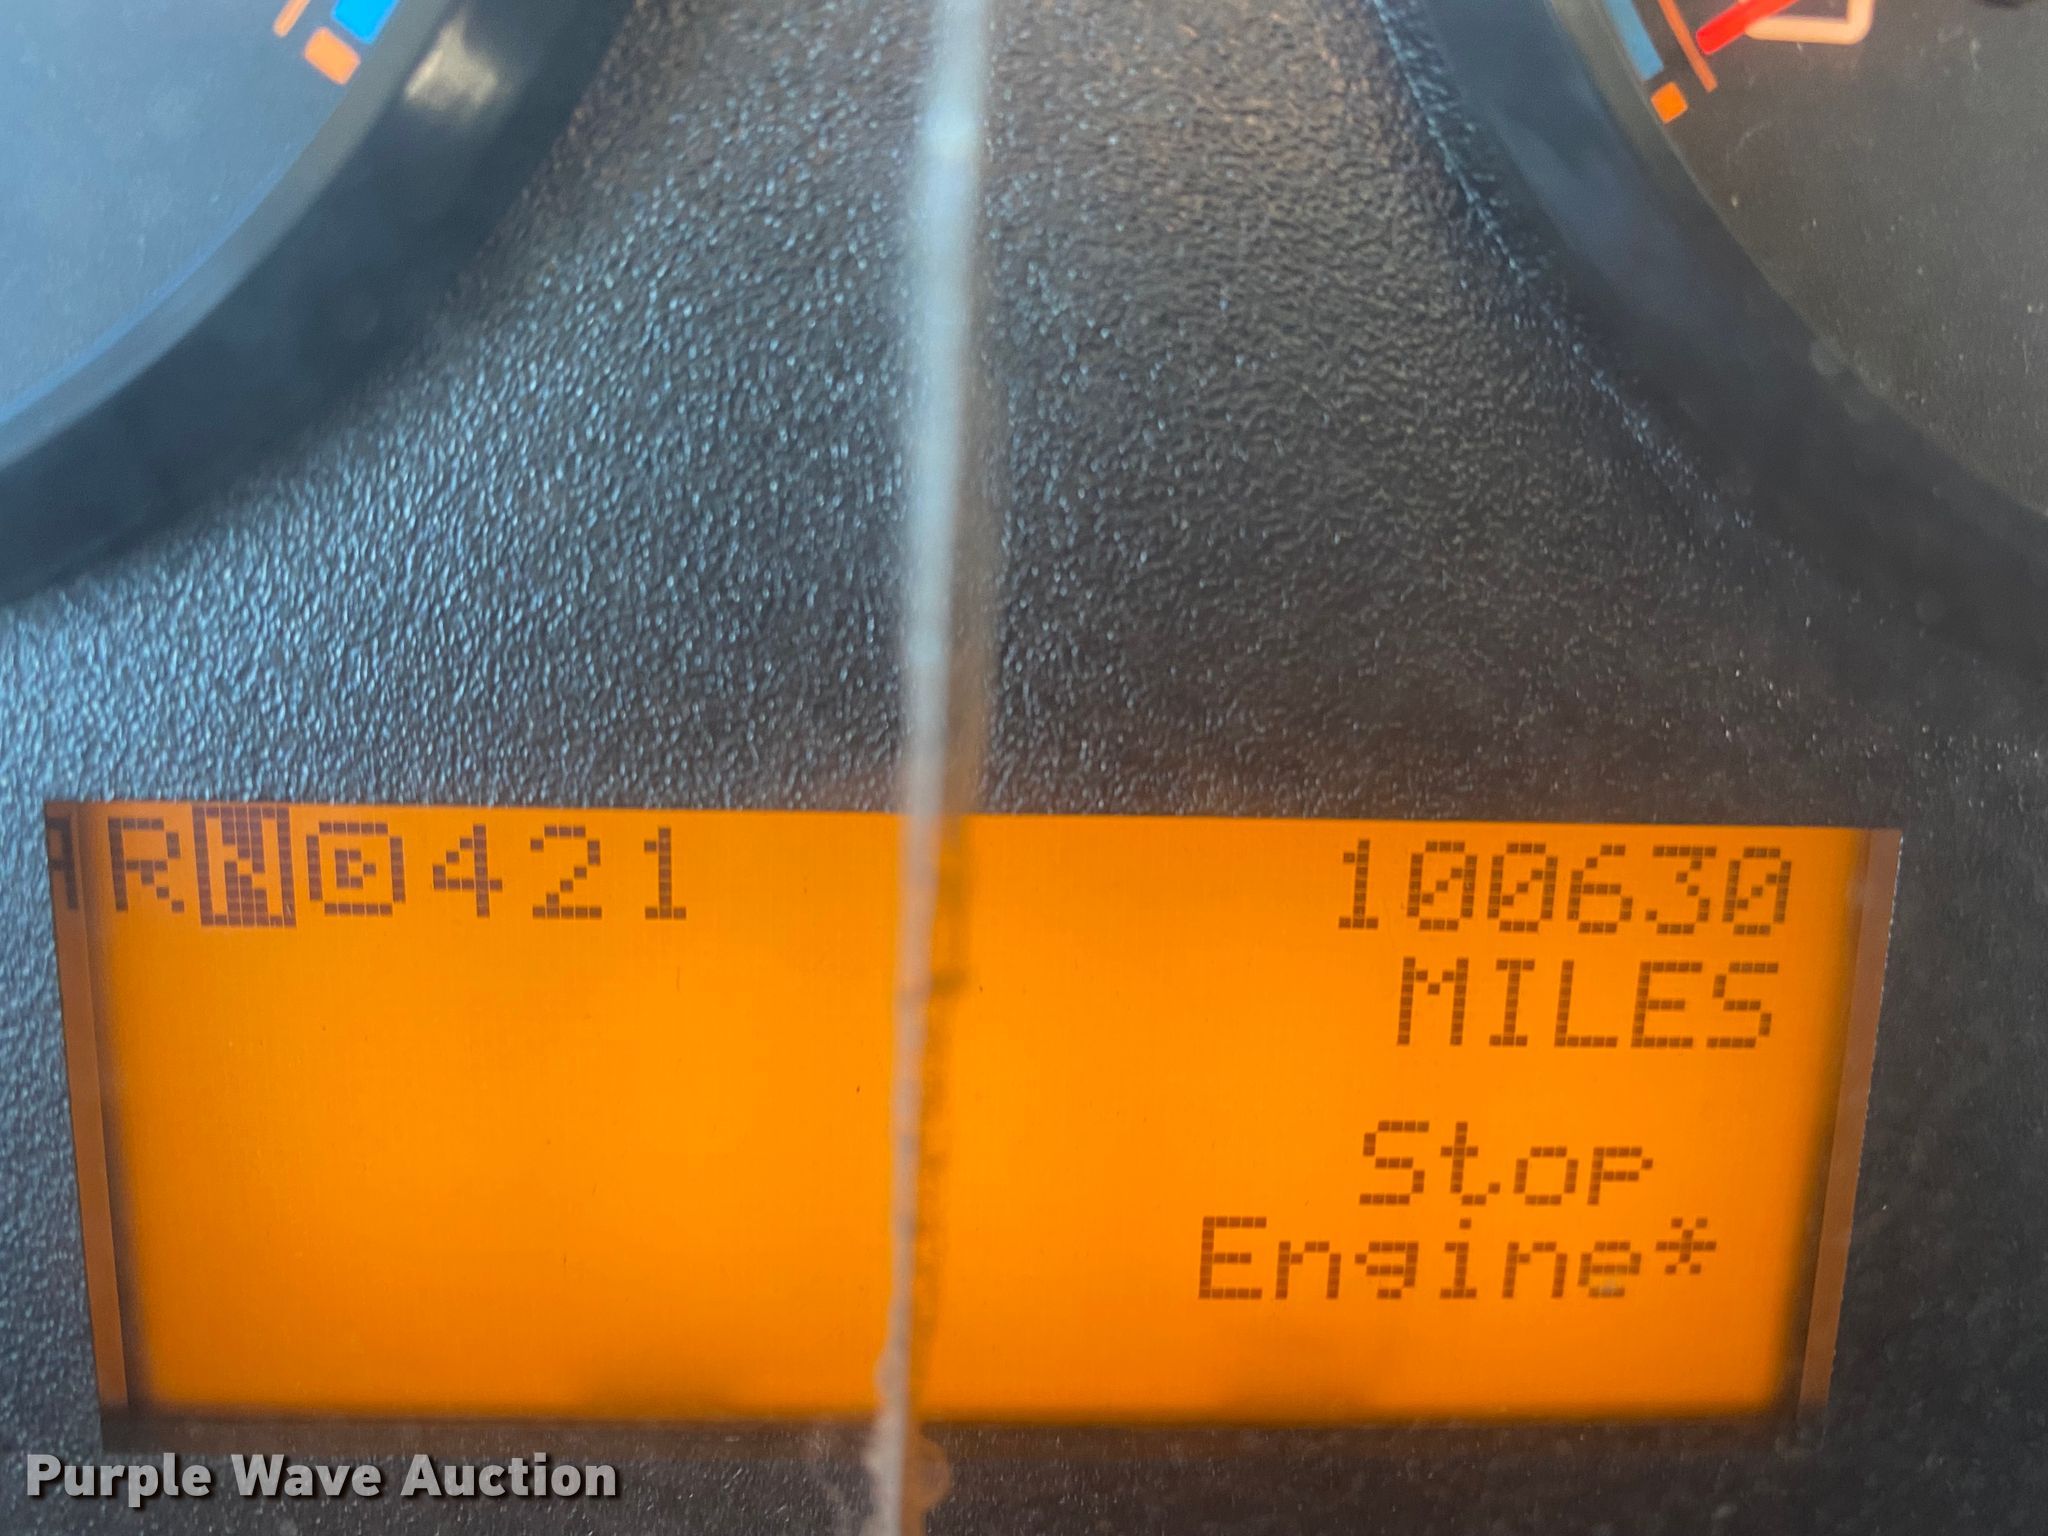 RND421
100630
MILES
Stop
Engine*
Purple Wave Auction